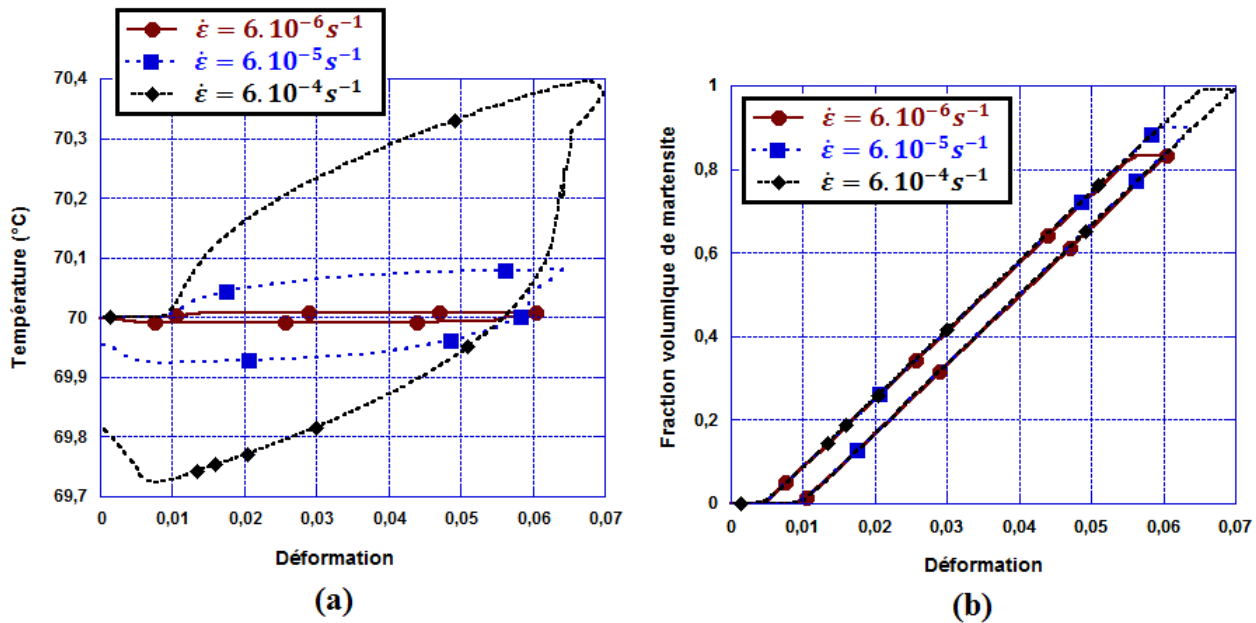 ε̇ = 6.10⁻⁶s⁻¹
ε̇ = 6.10⁻⁵s⁻¹
ε̇ = 6.10⁻⁴s⁻¹
70,4
70,3
70,2
70,1
70
69,9
69,8
69,7
Température (°C)
0 0,01 0,02 0,03 0,04 0,05 0,06 0,07
Déformation
(a)
ε̇ = 6.10⁻⁶s⁻¹
ε̇ = 6.10⁻⁵s⁻¹
ε̇ = 6.10⁻⁴s⁻¹
1
0,8
0,6
0,4
0,2
0
Fraction volumique de martensite
0 0,01 0,02 0,03 0,04 0,05 0,06 0,07
Déformation
(b)